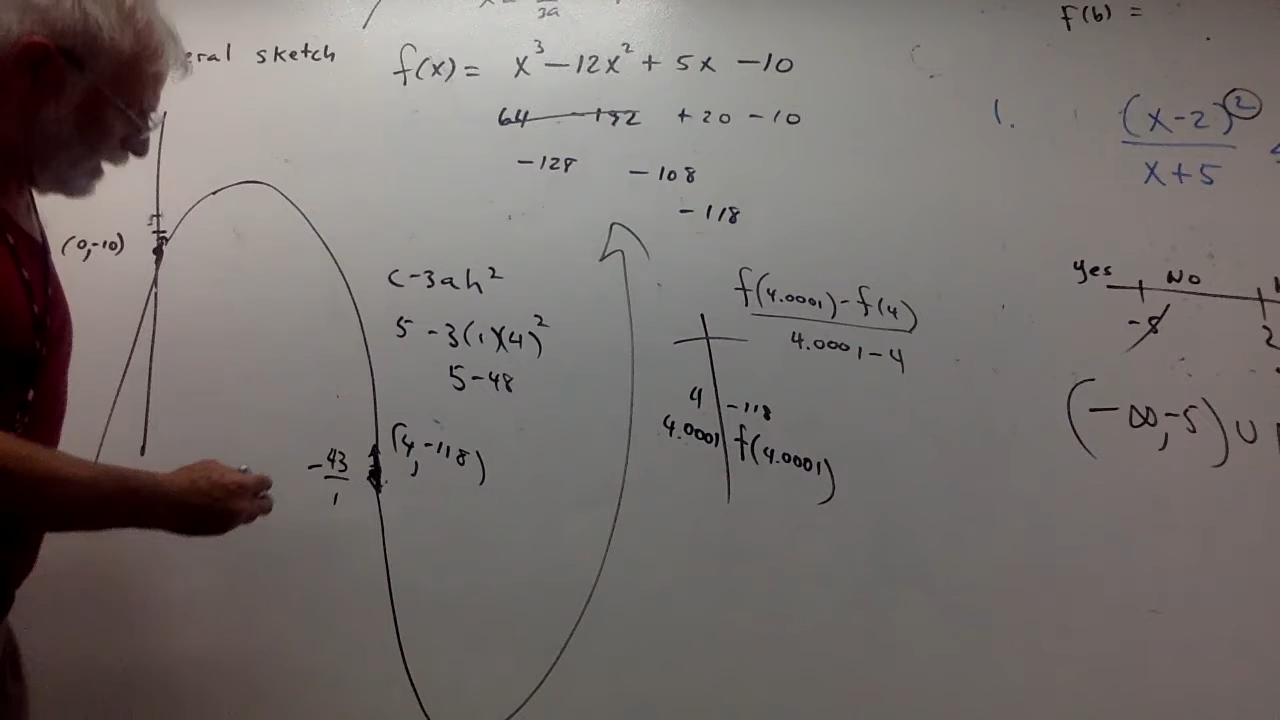 3a
f(b) =
eral sketch
f(x) = x³ - 12x² + 5x - 10
64 - 192 + 20 - 10
-128 - 108
-118
(0,-10)
c - 3ah²
5 - 3(1)(4)²
5 - 48
-43
1
(4, -118)
f(4.0001) - f(4)
4.0001 - 4
4 -118
4.0001 f(4.0001)
1. (x-2)²
x+5
yes No
-5 2
(-∞, -5) ∪